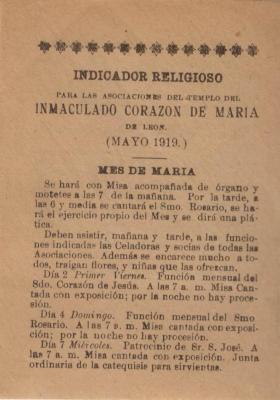 INDICADOR RELIGIOSO
PARA LAS ASOCIACIONES DEL TEMPLO DEL
INMACULADO CORAZON DE MARIA
DE LEON.
(MAYO 1919.)
MES DE MARIA
Se hará con Misa acompañada de órgano y
motetes a las 7 de la mañana. Por la tarde, a
las 6 y media se cantará el Smo. Rosario, se ha-
rá el ejercicio propio del Mes y se dirá una plá-
tica.
Deben asistir, mañana y tarde, a las funcio-
nes indicadas las Celadoras y socias de todas las
Asociaciones. Además se encarece mucho a to-
dos, traigan flores, y niñas que las ofrezcan.
Día 2 Primer Viernes. Función mensual del
Sdo. Corazón de Jesús. A las 7 a. m. Misa Can-
tada con exposición; por la noche no hay proce-
sión.
Día 4 Domingo. Función mensual del Smo
Rosario. A las 7 a. m. Misa cantada con exposi-
ción; por la noche no hay procesión.
Día 7 Miércoles. Patrocinio de Sr. S. José. A
las 7 a. m. Misa cantada con exposición. Junta
ordinaria de la catequisis para sirvientas.